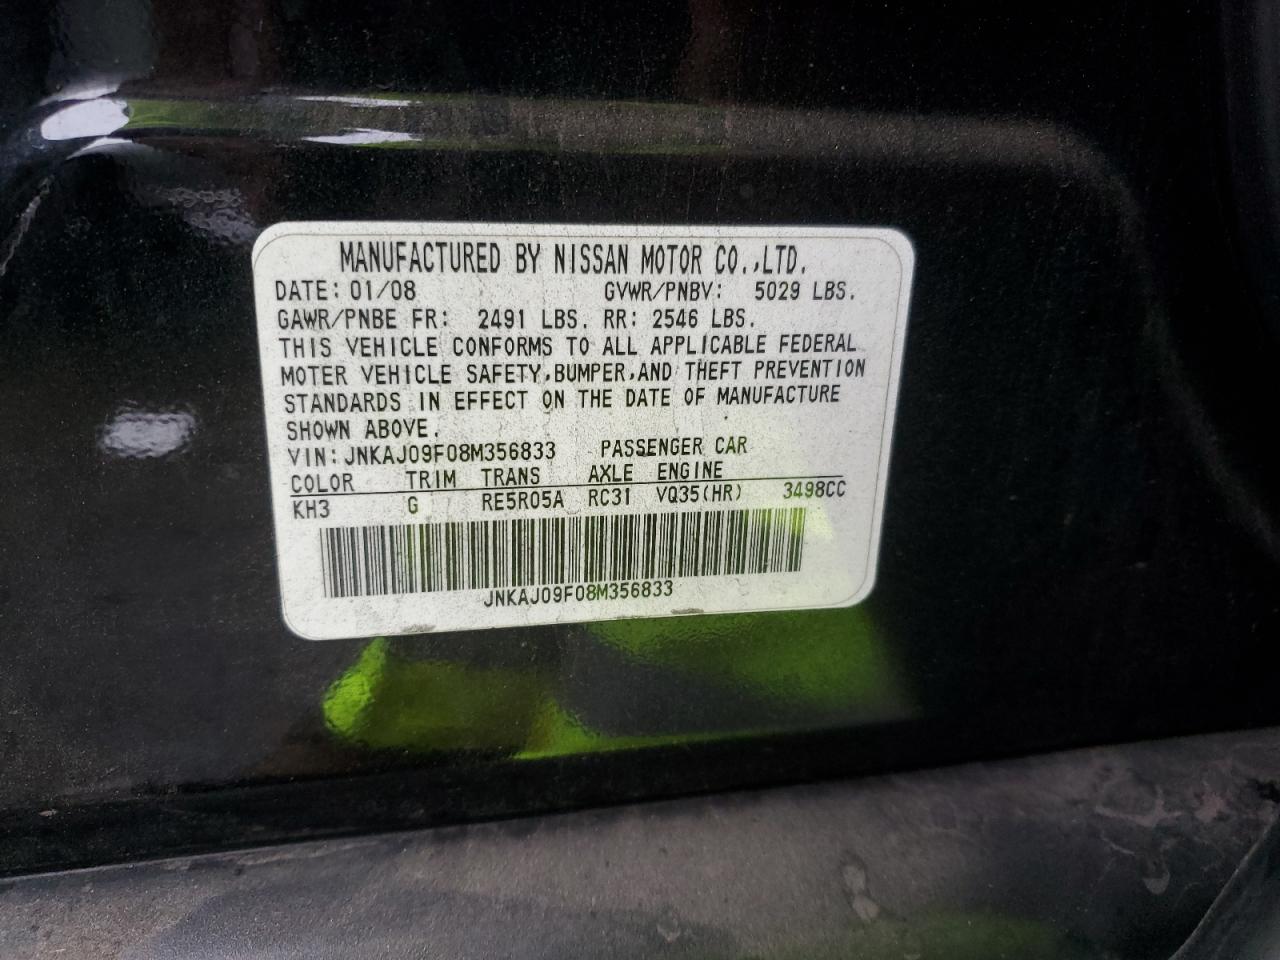 MANUFACTURED BY NISSAN MOTOR CO.,LTD.
DATE: 01/08 GVWR/PNBV: 5029 LBS.
GAWR/PNBE FR: 2491 LBS. RR: 2546 LBS.
THIS VEHICLE CONFORMS TO ALL APPLICABLE FEDERAL
MOTER VEHICLE SAFETY,BUMPER,AND THEFT PREVENTION
STANDARDS IN EFFECT ON THE DATE OF MANUFACTURE
SHOWN ABOVE.
VIN: JNKAJ09F08M356833 PASSENGER CAR
COLOR TRIM TRANS AXLE ENGINE
KH3 G RE5R05A RC31 VQ35(HR) 3498CC
JNKAJ09F08M356833